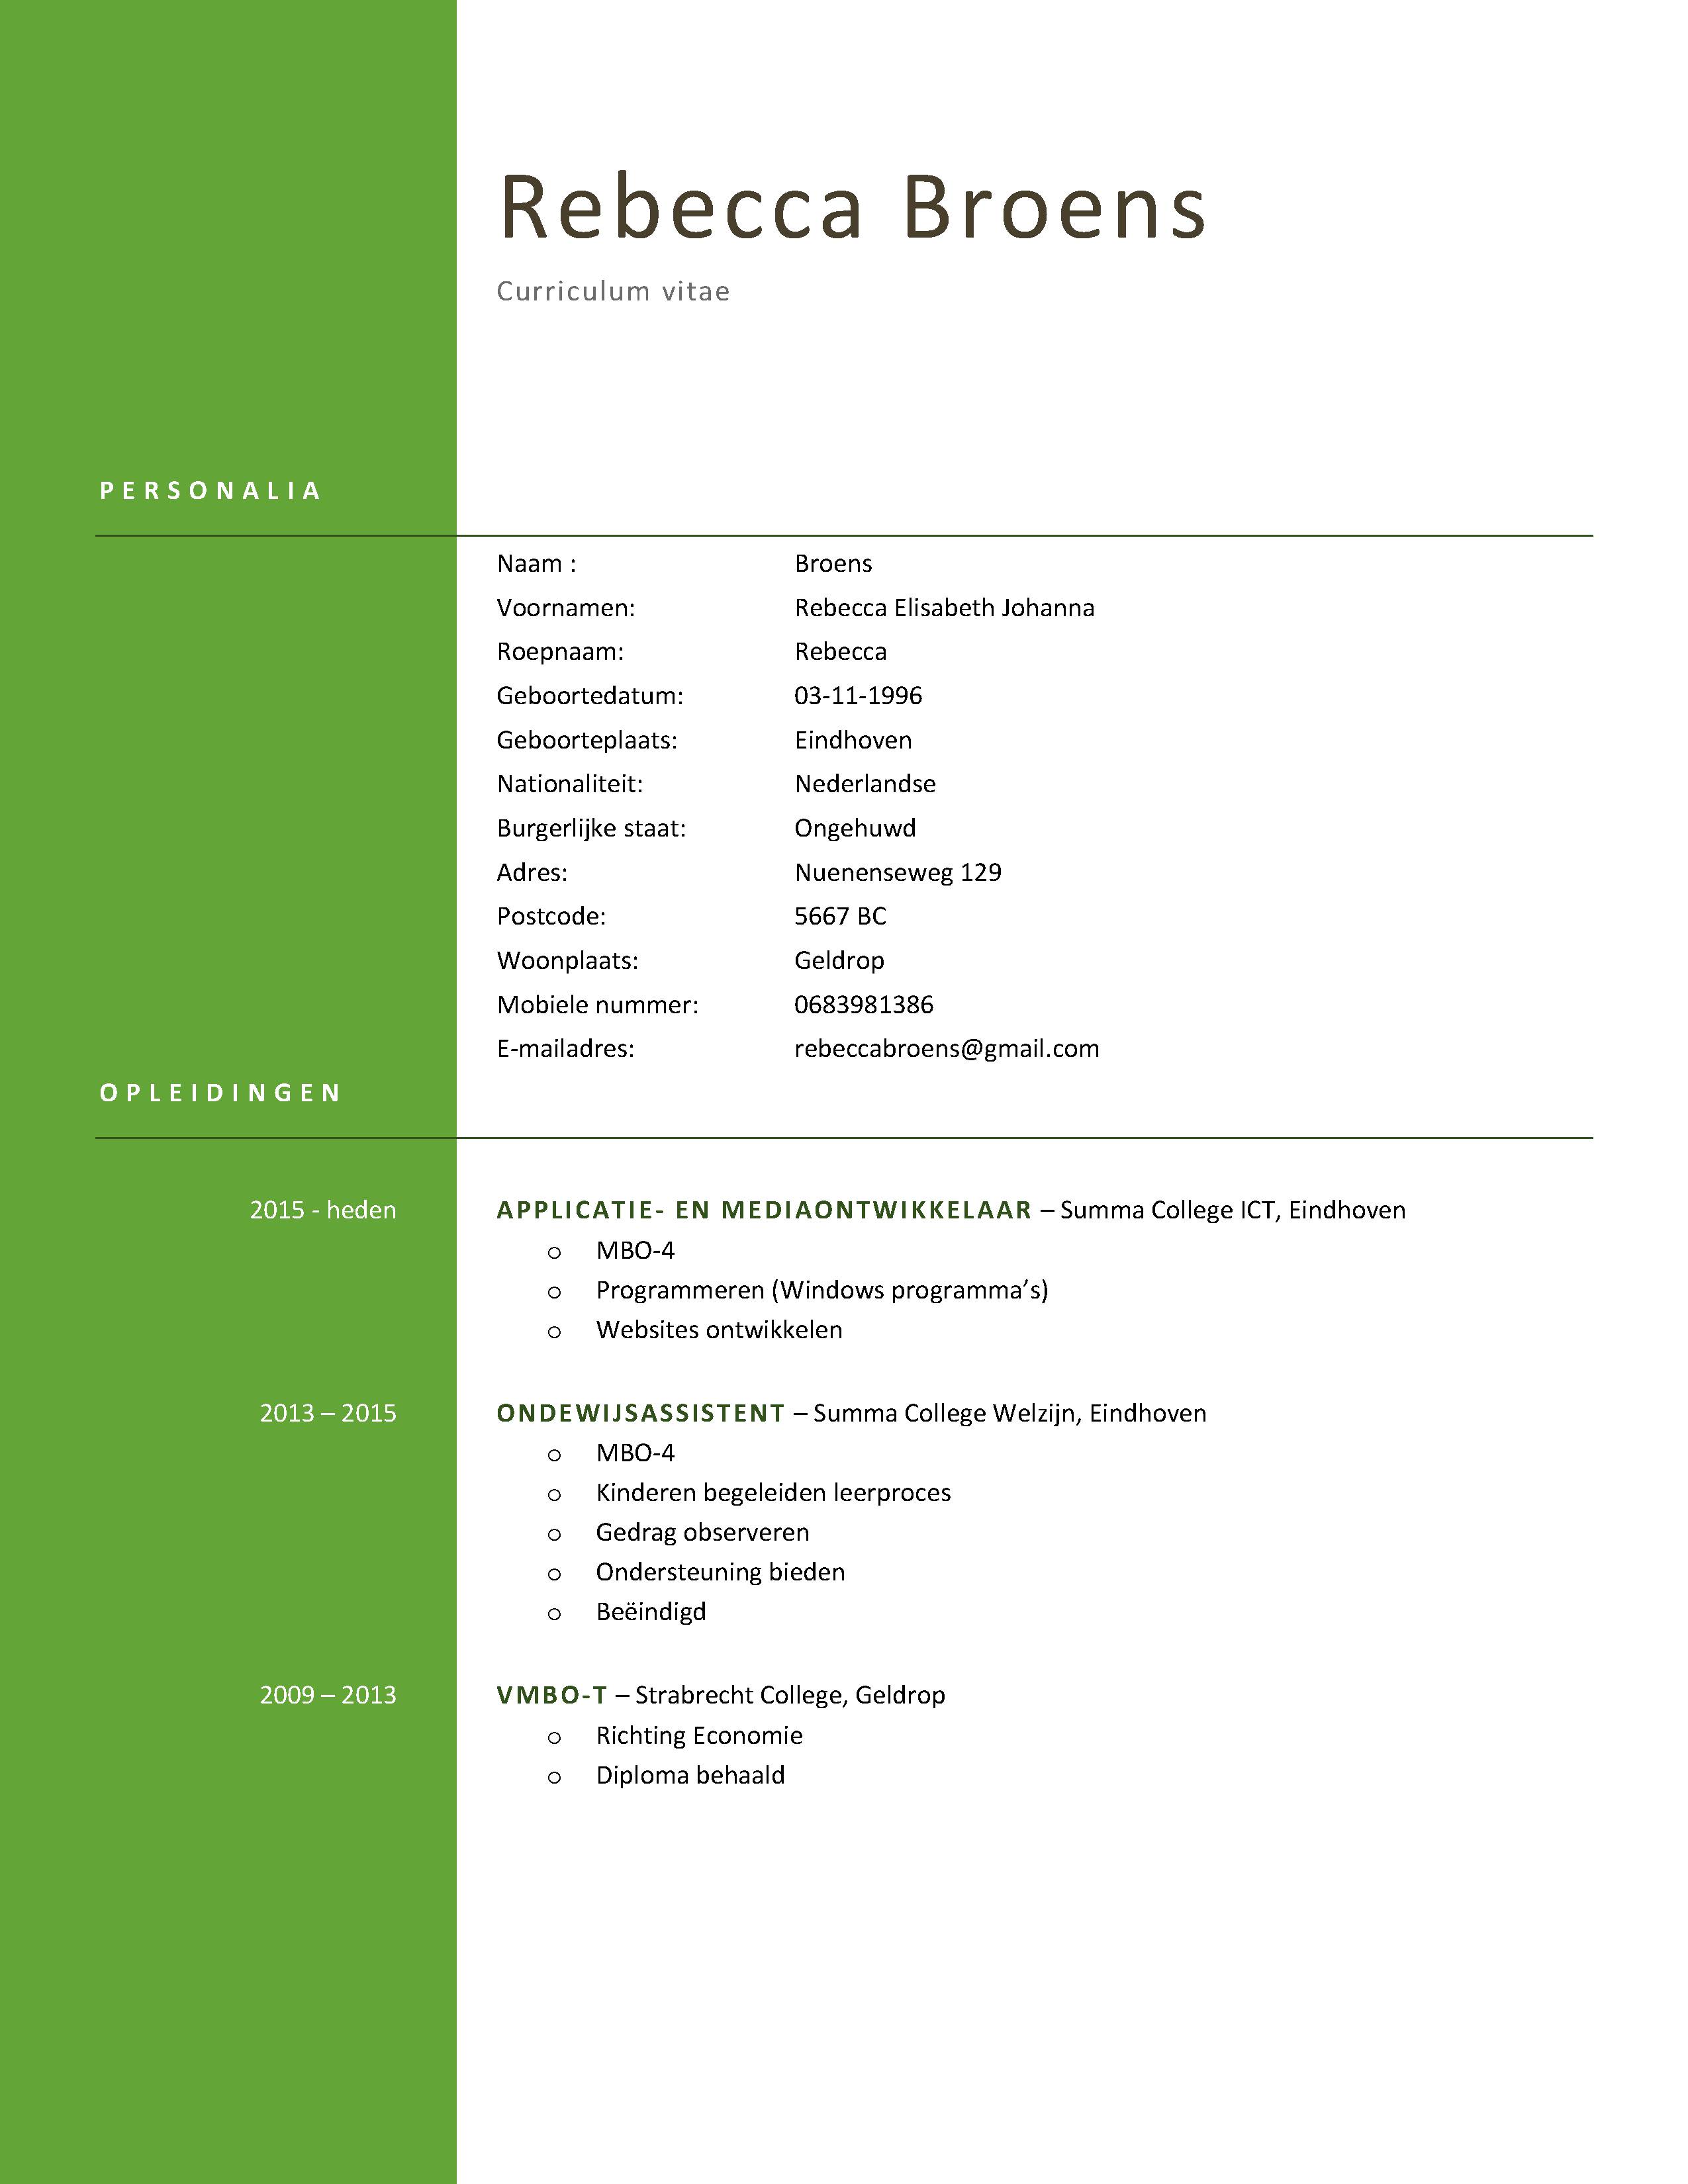 Rebecca Broens
Curriculum vitae
PERSONALIA
Naam : Broens
Voornamen: Rebecca Elisabeth Johanna
Roepnaam: Rebecca
Geboortedatum: 03-11-1996
Geboorteplaats: Eindhoven
Nationaliteit: Nederlandse
Burgerlijke staat: Ongehuwd
Adres: Nuenenseweg 129
Postcode: 5667 BC
Woonplaats: Geldrop
Mobiele nummer: 0683981386
E-mailadres: rebeccabroens@gmail.com
OPLEIDINGEN
2015 - heden APPLICATIE- EN MEDIAONTWIKKELAAR – Summa College ICT, Eindhoven
o MBO-4
o Programmeren (Windows programma’s)
o Websites ontwikkelen
2013 – 2015 ONDEWIJSASSISTENT – Summa College Welzijn, Eindhoven
o MBO-4
o Kinderen begeleiden leerproces
o Gedrag observeren
o Ondersteuning bieden
o Beëindigd
2009 – 2013 VMBO-T – Strabrecht College, Geldrop
o Richting Economie
o Diploma behaald